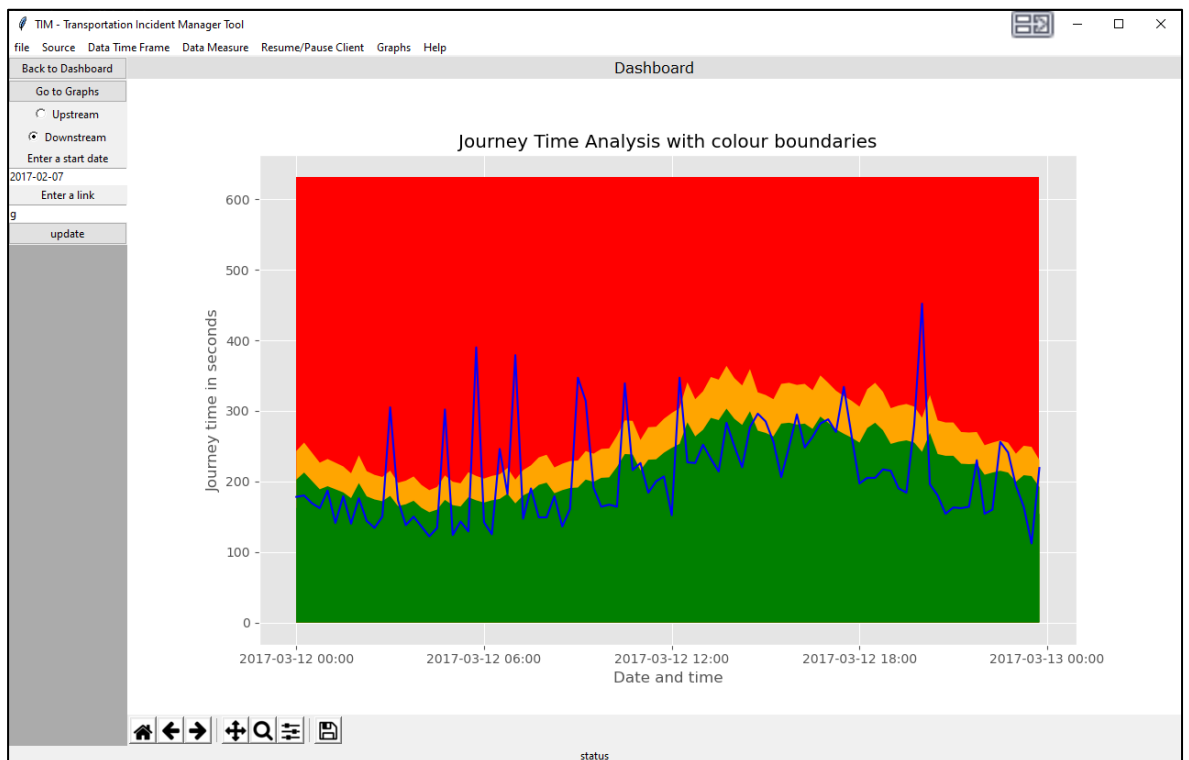 TIM - Transportation Incident Manager Tool
file Source Data Time Frame Data Measure Resume/Pause Client Graphs Help
Back to Dashboard
Dashboard
Go to Graphs
Upstream
Downstream
Enter a start date
2017-02-07
Enter a link
g
update
Journey Time Analysis with colour boundaries
Journey time in seconds
600
500
400
300
200
100
0
2017-03-12 00:00 2017-03-12 06:00 2017-03-12 12:00 2017-03-12 18:00 2017-03-13 00:00
Date and time
status